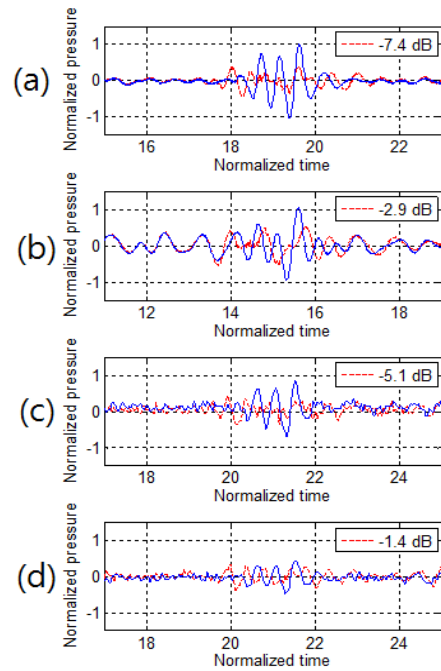 (a)
Normalized pressure
1
0
-1
-7.4 dB
16 18 20 22
Normalized time
(b)
Normalized pressure
1
0
-1
-2.9 dB
12 14 16 18
Normalized time
(c)
Normalized pressure
1
0
-1
-5.1 dB
18 20 22 24
Normalized time
(d)
Normalized pressure
1
0
-1
-1.4 dB
18 20 22 24
Normalized time